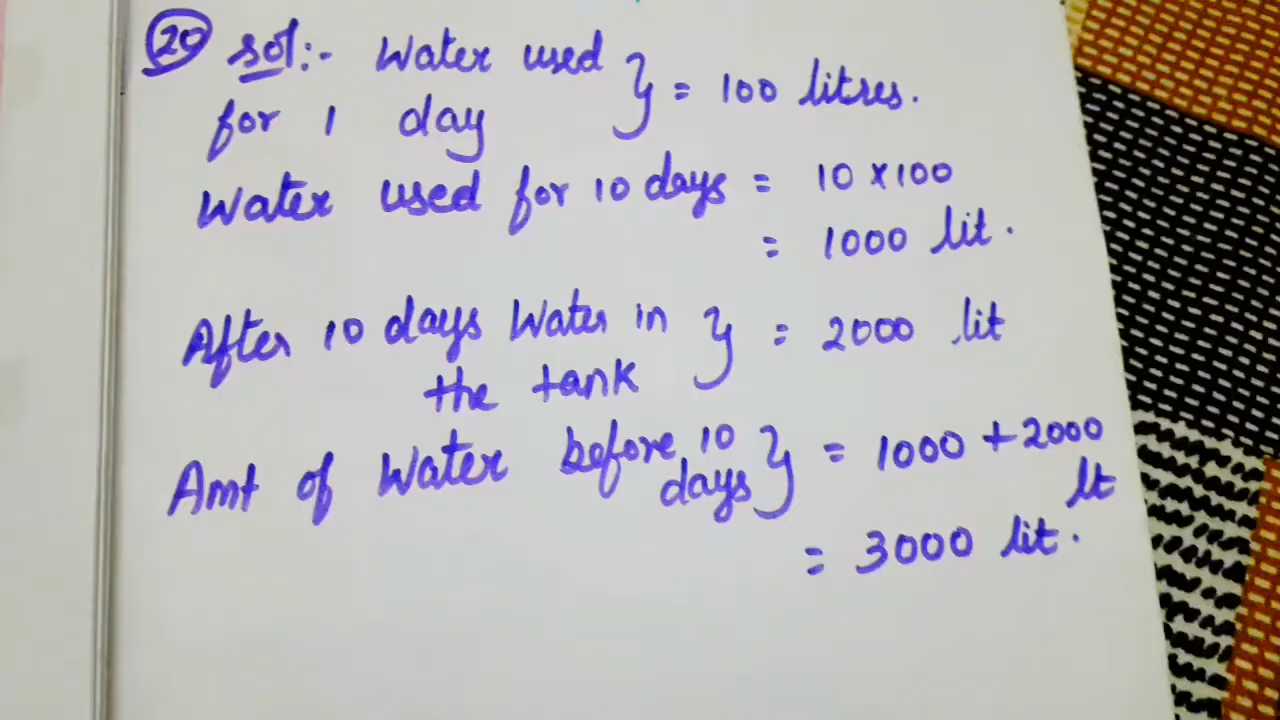 20 Sol:- Water used } = 100 litres.
for 1 day
Water used for 10 days = 10 × 100
= 1000 lit.
After 10 days Water in } = 2000 lit
the tank
Amt of Water before 10 } = 1000 + 2000
days lt
= 3000 lit.